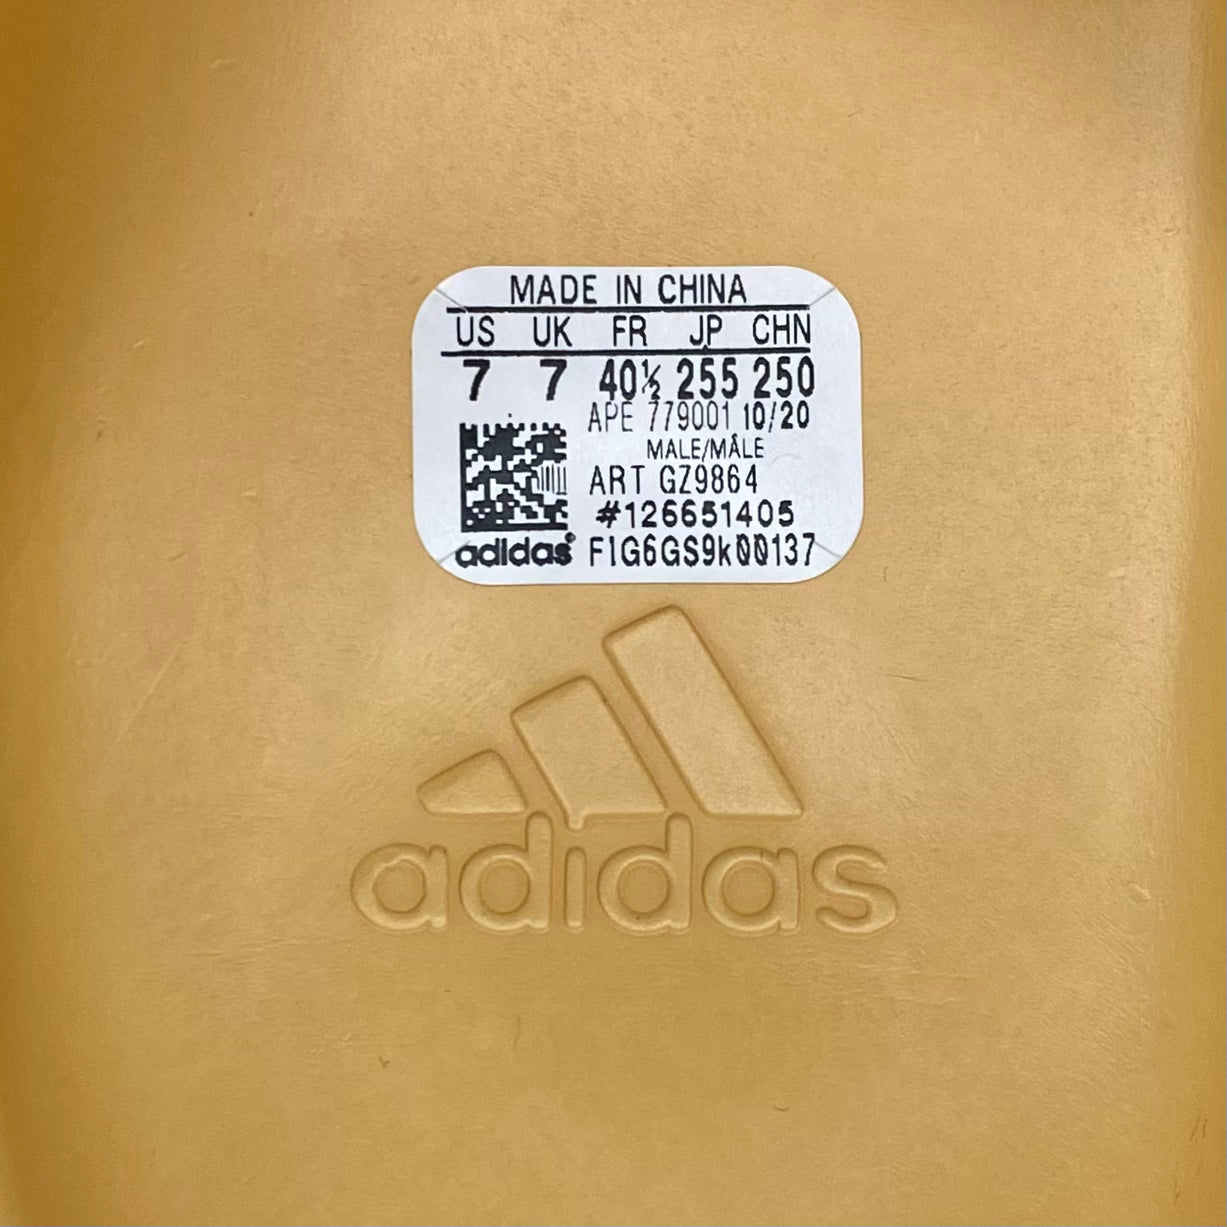 MADE IN CHINA
US UK FR JP CHN
7 7 40½ 255 250
APE 779001 10/20
MALE/MÂLE
ART GZ9864
#126651405
adidas® F1G6GS9k00137
adidas